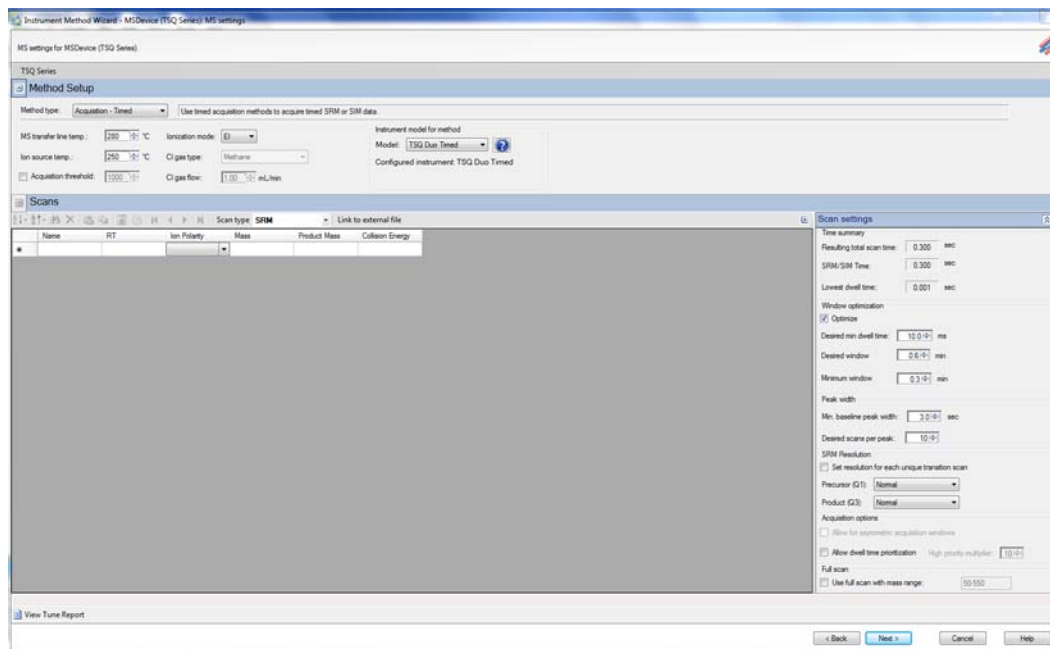 Instrument Method Wizard - MSDevice (TSQ Series): MS settings
MS settings for MSDevice (TSQ Series).
TSQ Series
Method Setup
Method type: Acquisition - Timed Use timed acquisition methods to acquire timed SRM or SIM data.
MS transfer line temp.: 280 °C Ionization mode: EI
Instrument model for method
Model: TSQ Duo Timed
Ion source temp.: 250 °C CI gas type: Methane
Configured instrument: TSQ Duo Timed
Acquisition threshold: 1000 CI gas flow: 1.00 mL/min
Scans
Scan type SRM Link to external file
Name RT Ion Polarity Mass Product Mass Collision Energy
Scan settings
Time summary
Resulting total scan time: 0.300 sec
SRM/SIM Time: 0.300 sec
Lowest dwell time: 0.001 sec
Window optimization
Optimize
Desired min dwell time: 10.0 ms
Desired window 0.6 min
Minimum window 0.3 min
Peak width
Min. baseline peak width: 3.0 sec
Desired scans per peak: 10
SRM Resolution
Set resolution for each unique transition scan
Precursor (Q1): Normal
Product (Q3): Normal
Acquisition options
Allow for asymmetric acquisition windows
Allow dwell time prioritization High priority multiplier: 10
Full scan
Use full scan with mass range: 50-550
View Tune Report
< Back Next > Cancel Help